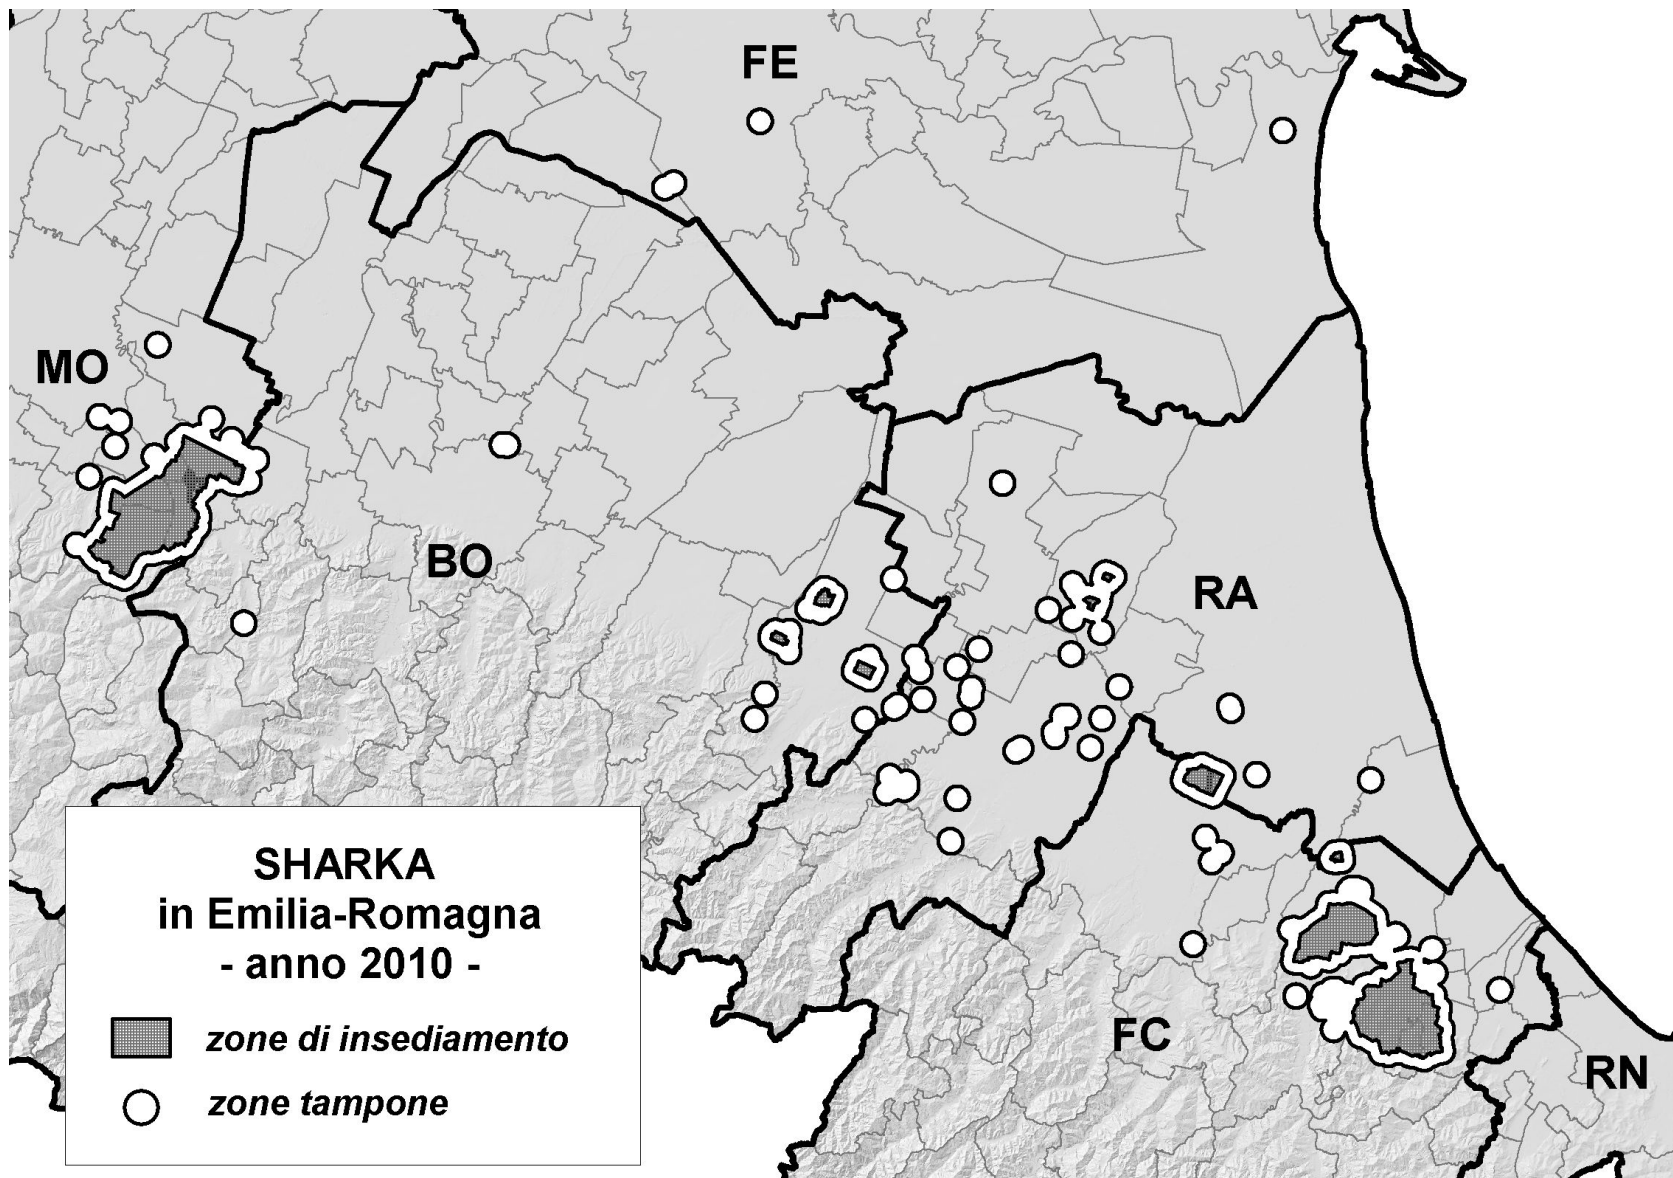 FE
MO
BO
RA
SHARKA
in Emilia-Romagna
- anno 2010 -
zone di insediamento
zone tampone
FC
RN